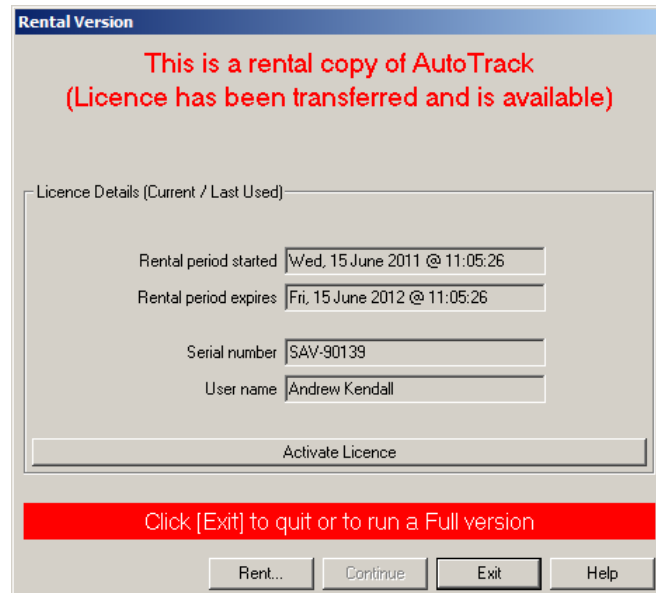 Rental Version
This is a rental copy of AutoTrack
(Licence has been transferred and is available)
Licence Details (Current / Last Used)
Rental period started Wed, 15 June 2011 @ 11:05:26
Rental period expires Fri, 15 June 2012 @ 11:05:26
Serial number SAV-90139
User name Andrew Kendall
Activate Licence
Click [Exit] to quit or to run a Full version
Rent... Continue Exit Help